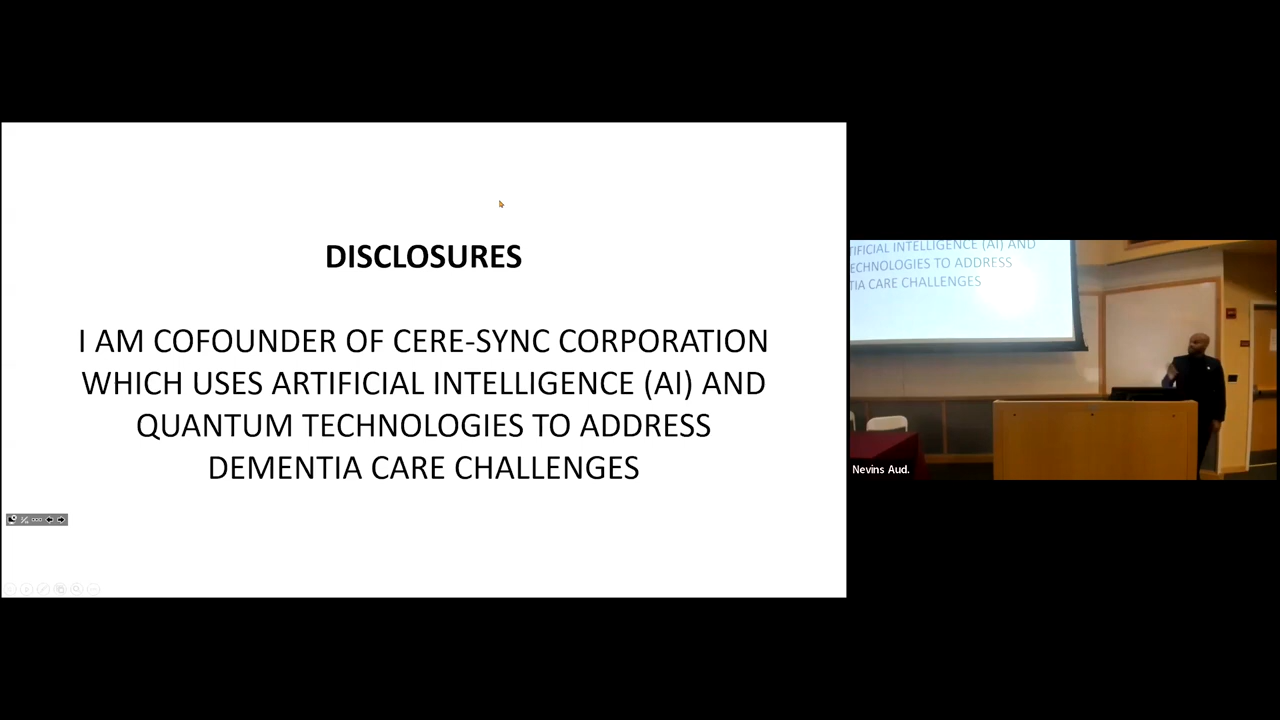 DISCLOSURES
I AM COFOUNDER OF CERE-SYNC CORPORATION
WHICH USES ARTIFICIAL INTELLIGENCE (AI) AND
QUANTUM TECHNOLOGIES TO ADDRESS
DEMENTIA CARE CHALLENGES
TIFICIAL INTELLIGENCE (AI) AND
ECHNOLOGIES TO ADDRESS
TIA CARE CHALLENGES
Nevins Aud.